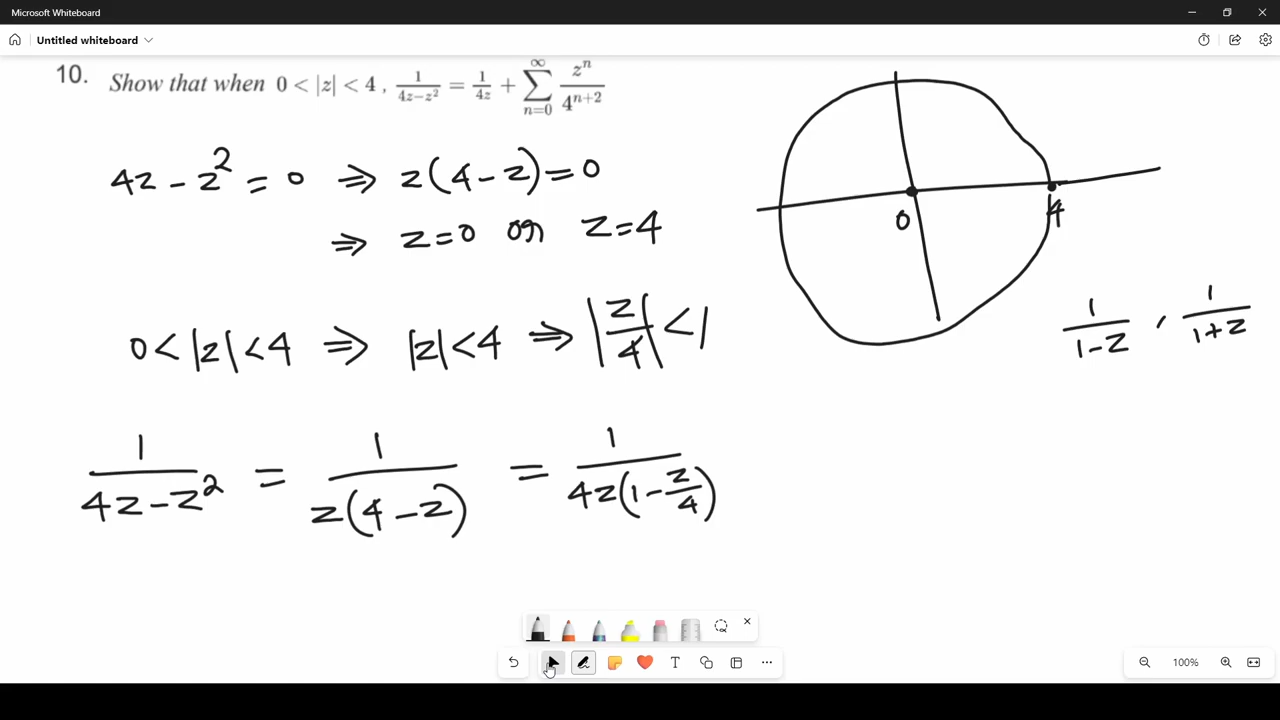 Microsoft Whiteboard
Untitled whiteboard
10. Show that when 0 < |z| < 4 , 1/(4z−z²) = 1/(4z) + ∑_{n=0}^{∞} zⁿ/4ⁿ⁺²
4z − z² = 0 ⇒ z(4 − z) = 0
⇒ z = 0 or z = 4
0 < |z| < 4 ⇒ |z| < 4 ⇒ |z/4| < 1
1/(4z − z²) = 1/(z(4 − z)) = 1/(4z(1 − z/4))
0
4
1/(1−z) , 1/(1+z)
100%